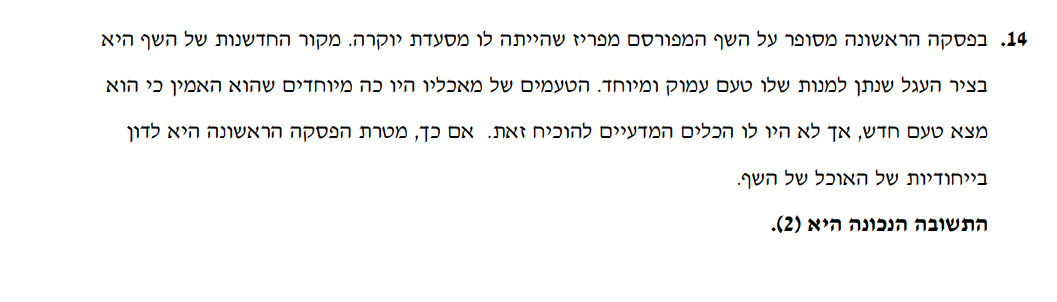 14. בפסקה הראשונה מסופר על השף המפורסם מפריז שהייתה לו מסעדת יוקרה. מקור החדשנות של השף היא
בציר העגל שנתן למנות שלו טעם עמוק ומיוחד. הטעמים של מאכליו היו כה מיוחדים שהוא האמין כי הוא
מצא טעם חדש, אך לא היו לו הכלים המדעיים להוכיח זאת.  אם כך, מטרת הפסקה הראשונה היא לדון
בייחודיות של האוכל של השף.
התשובה הנכונה היא (2).